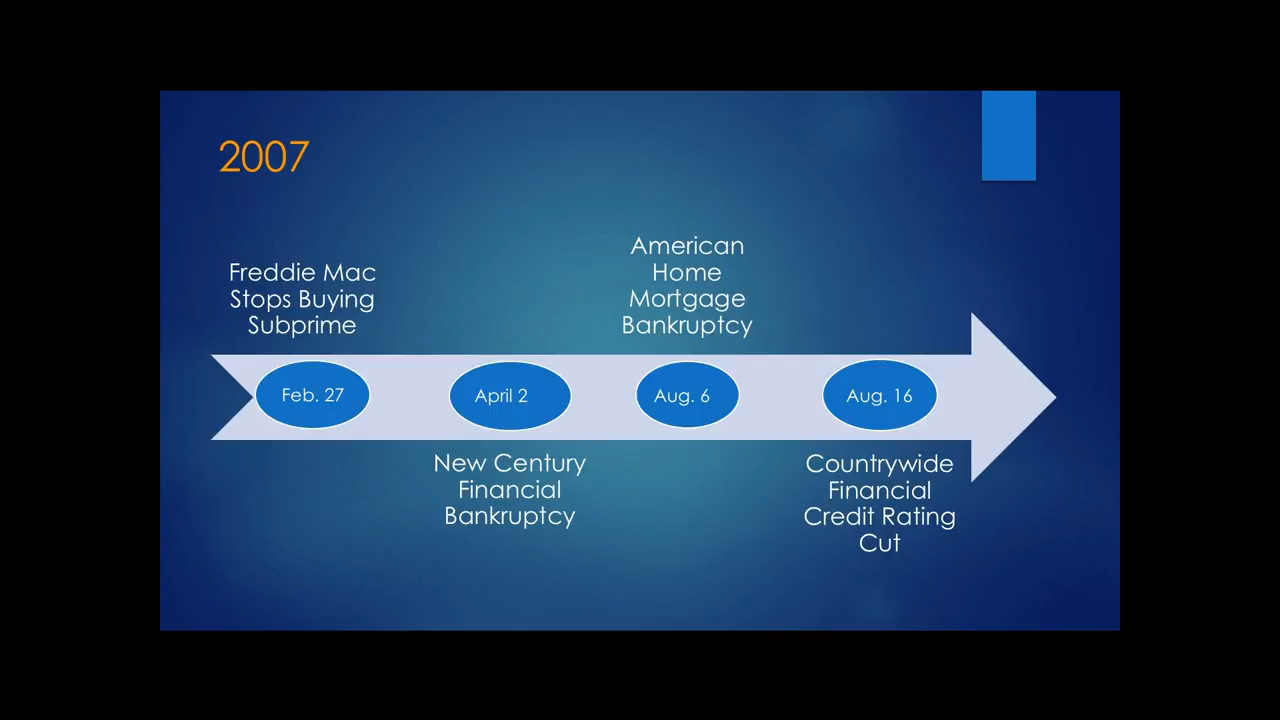 2007
Freddie Mac
Stops Buying
Subprime
American
Home
Mortgage
Bankruptcy
Feb. 27
April 2
Aug. 6
Aug. 16
New Century
Financial
Bankruptcy
Countrywide
Financial
Credit Rating
Cut